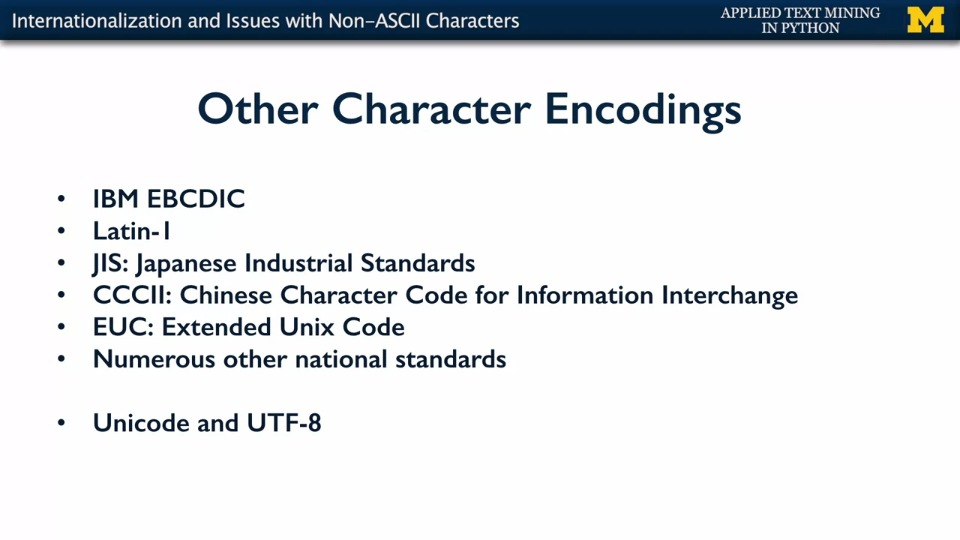 Internationalization and Issues with Non-ASCII Characters
APPLIED TEXT MINING
IN PYTHON
M
Other Character Encodings
• IBM EBCDIC
• Latin-1
• JIS: Japanese Industrial Standards
• CCCII: Chinese Character Code for Information Interchange
• EUC: Extended Unix Code
• Numerous other national standards
• Unicode and UTF-8